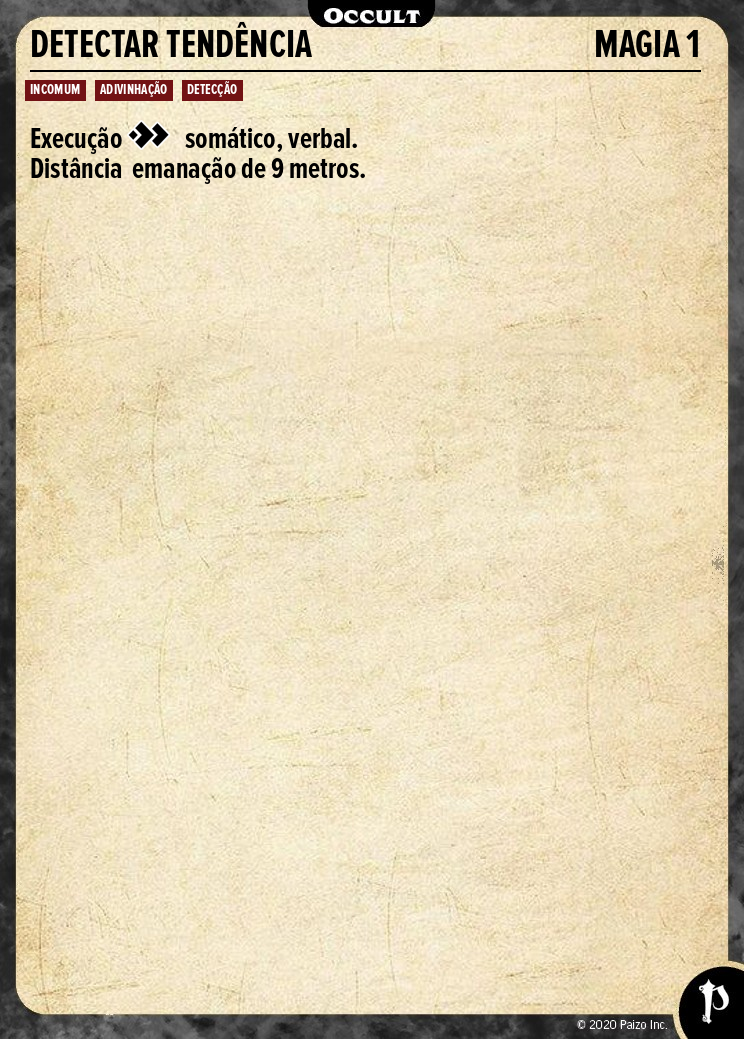 OCCULT
DETECTAR TENDÊNCIA MAGIA 1
INCOMUM ADIVINHAÇÃO DETECÇÃO
Execução somático, verbal.
Distância emanação de 9 metros.
© 2020 Paizo Inc.
P